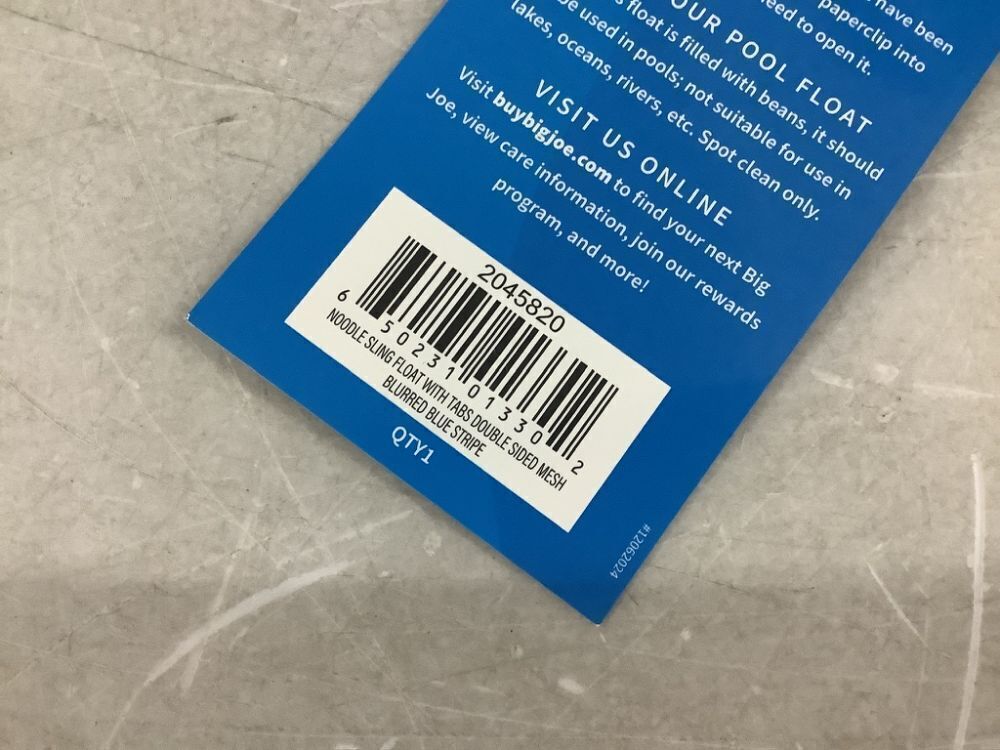 have been
paperclip into
need to open it.
OUR POOL FLOAT
s float is filled with beans, it should
be used in pools; not suitable for use in
lakes, oceans, rivers, etc. Spot clean only.
VISIT US ONLINE
Visit buybigjoe.com to find your next Big
Joe, view care information, join our rewards
program, and more!
2045820
6 50231 01330 2
NOODLE SLING FLOAT WITH TABS DOUBLE SIDED MESH
BLURRED BLUE STRIPE
QTY1
#12062024